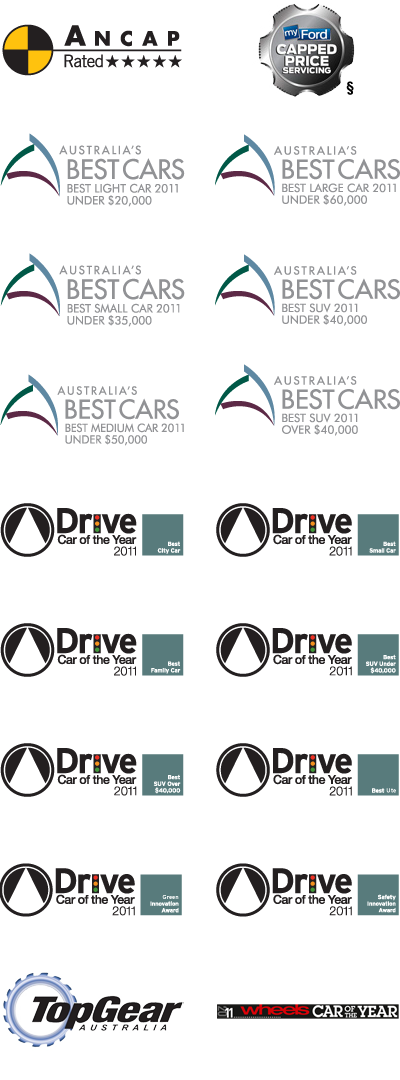 ANCAP
Rated ★★★★★
my Ford
CAPPED
PRICE
SERVICING
§
AUSTRALIA'S
BEST CARS
BEST LIGHT CAR 2011
UNDER $20,000
AUSTRALIA'S
BEST CARS
BEST LARGE CAR 2011
UNDER $60,000
AUSTRALIA'S
BEST CARS
BEST SMALL CAR 2011
UNDER $35,000
AUSTRALIA'S
BEST CARS
BEST SUV 2011
UNDER $40,000
AUSTRALIA'S
BEST CARS
BEST MEDIUM CAR 2011
UNDER $50,000
AUSTRALIA'S
BEST CARS
BEST SUV 2011
OVER $40,000
Drive
Car of the Year
2011
Best
City Car
Drive
Car of the Year
2011
Best
Small Car
Drive
Car of the Year
2011
Best
Family Car
Drive
Car of the Year
2011
Best
SUV Under
$40,000
Drive
Car of the Year
2011
Best
SUV Over
$40,000
Drive
Car of the Year
2011
Best Ute
Drive
Car of the Year
2011
Green
Innovation
Award
Drive
Car of the Year
2011
Safety
Innovation
Award
TopGear
AUSTRALIA
11 wheels CAR OF THE YEAR